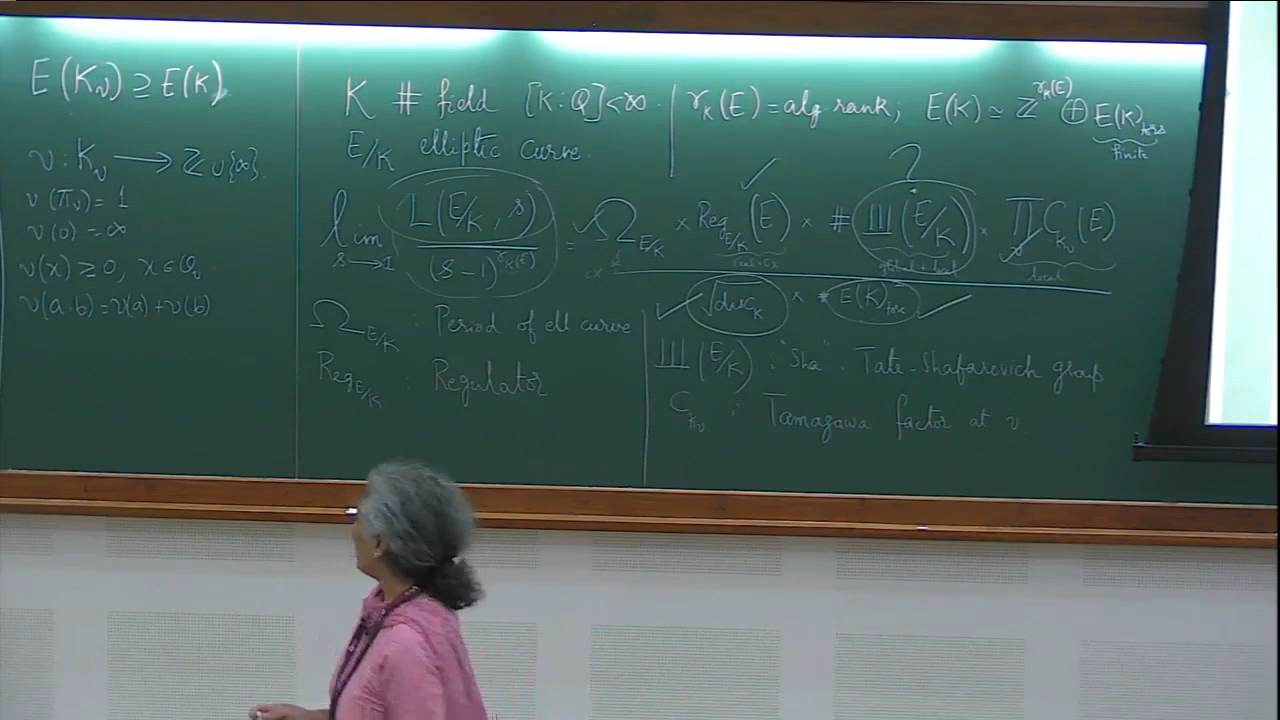 E(K_v) ≥ E(K)
v : K_v → Z ∪ {∞}
v(π_v) = 1
v(0) = ∞
v(x) ≥ 0, x ∈ O_v
v(a·b) = v(a) + v(b)
K # field [K:Q] < ∞.
E/K elliptic curve.
r_K(E) = alg rank; E(K) ≃ Z^{r_K(E)} ⊕ E(K)_tors
finite
?
lim_{s→1} L(E/K, s) / (s-1)^{r_K(E)} = Ω_{E/K} × Reg_{E/K}(E) × # Ш(E/K) × ∏ C_{K_v}(E)
global + local
local
√disc_K × # E(K)_tor
Ω_{E/K} : Period of ell curve
Reg_{E/K} : Regulator
Ш(E/K) : "Sha". Tate-Shafarevich group
C_{K_v} : Tamagawa factor at v